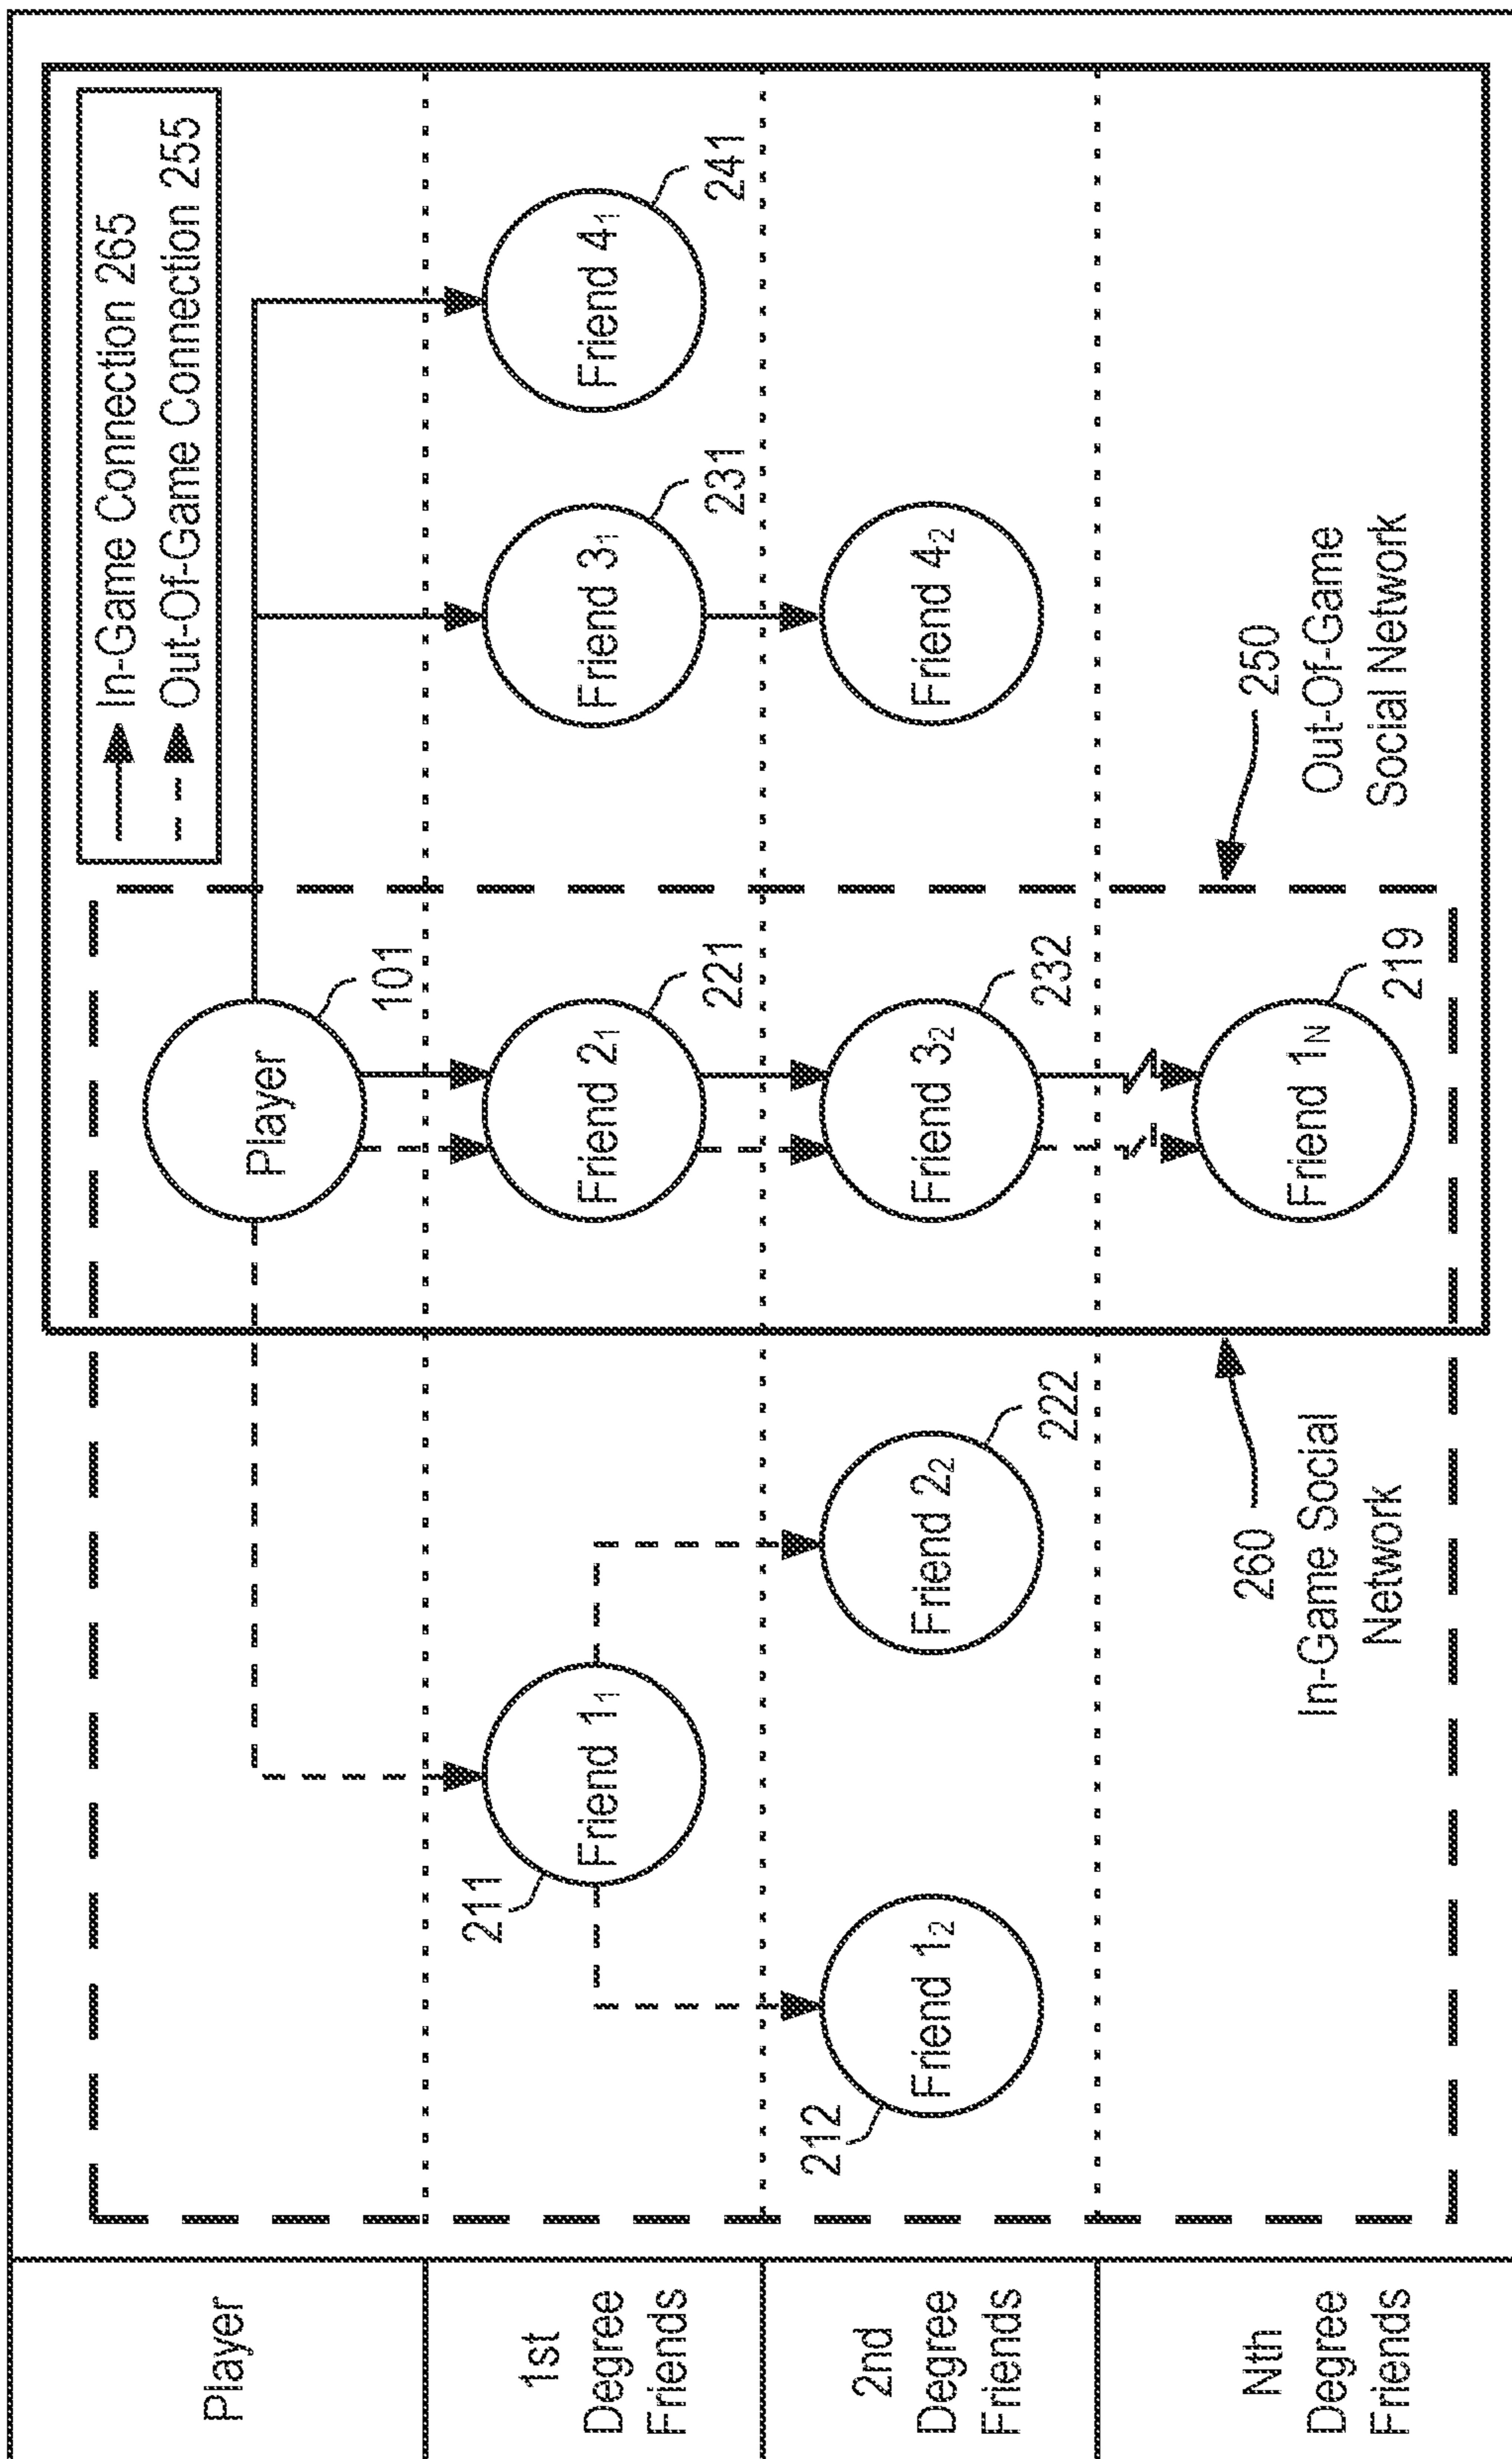 In-Game Connection 265
Out-Of-Game Connection 255
Player
Player
101
1st
Degree
Friends
211
Friend 1₁
Friend 2₁
221
Friend 3₁
231
Friend 4₁
241
2nd
Degree
Friends
212
Friend 1₂
Friend 2₂
222
Friend 3₂
232
Friend 4₂
Nth
Degree
Friends
260
In-Game Social
Network
Friend 1N
219
250
Out-Of-Game
Social Network